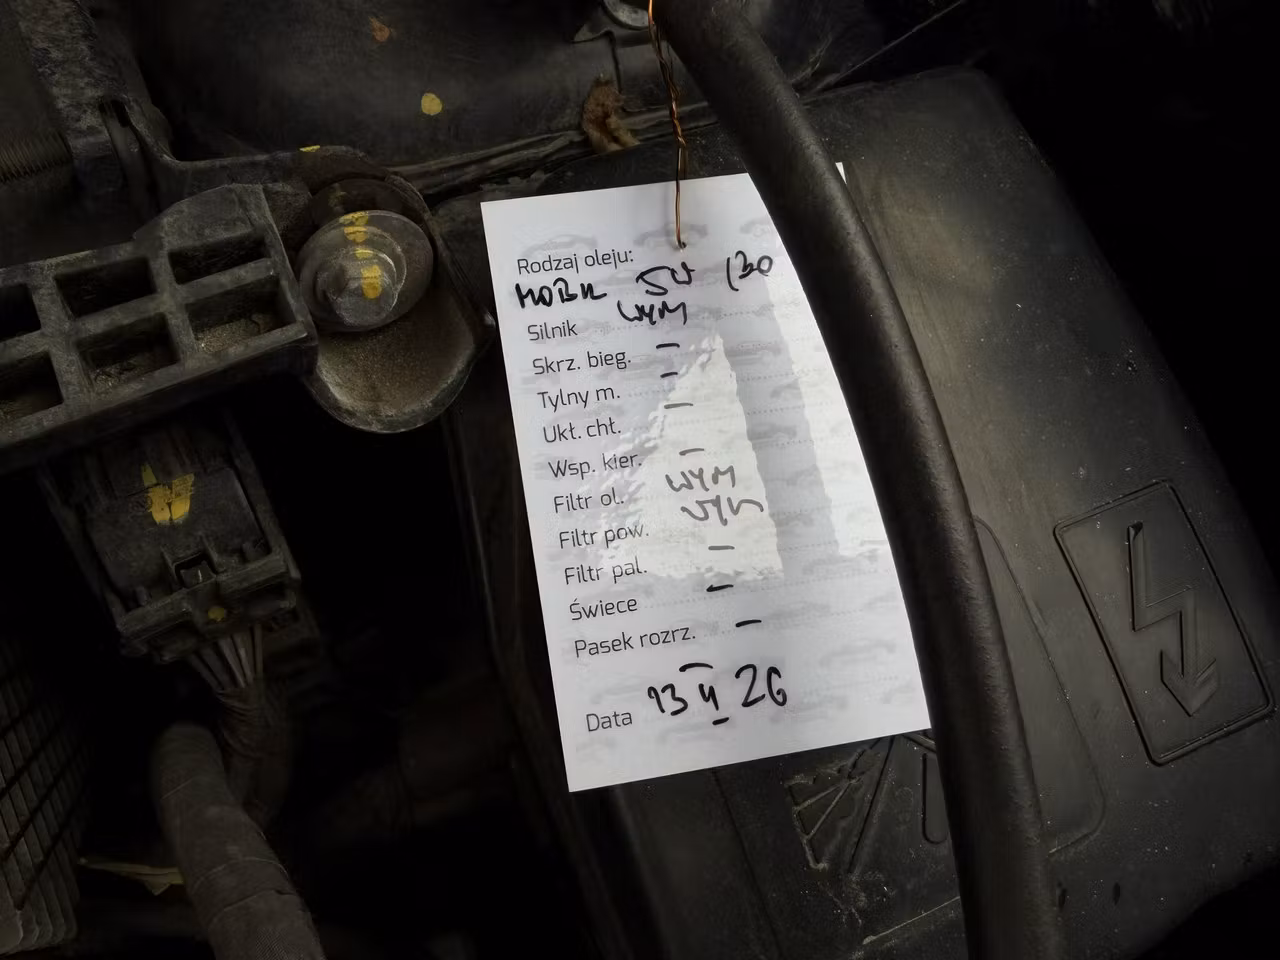 Rodzaj oleju:
MOBIL 5W /30
Silnik WYM
Skrz. bieg. —
Tylny m. —
Ukł. chł. —
Wsp. kier. —
Filtr ol. WYM
Filtr pow. WYM
Filtr pal. —
Świece —
Pasek rozrz. —
Data 13 II 26